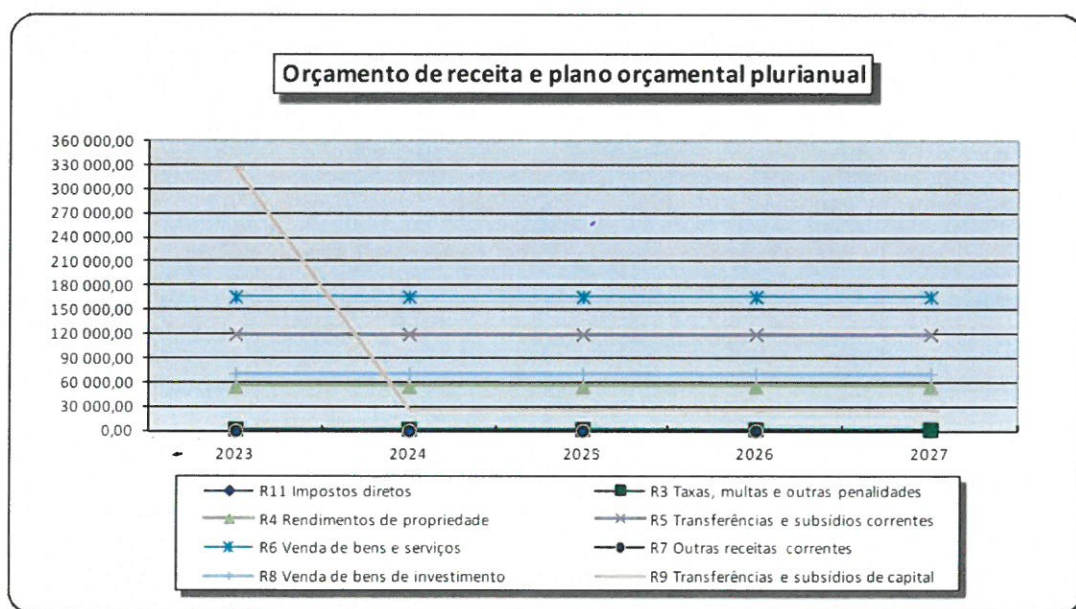 Orçamento de receita e plano orçamental plurianual
360 000,00
330 000,00
300 000,00
270 000,00
240 000,00
210 000,00
180 000,00
150 000,00
120 000,00
90 000,00
60 000,00
30 000,00
0,00
2023 2024 2025 2026 2027
R11 Impostos diretos R3 Taxas, multas e outras penalidades
R4 Rendimentos de propriedade R5 Transferências e subsídios correntes
R6 Venda de bens e serviços R7 Outras receitas correntes
R8 Venda de bens de investimento R9 Transferências e subsídios de capital